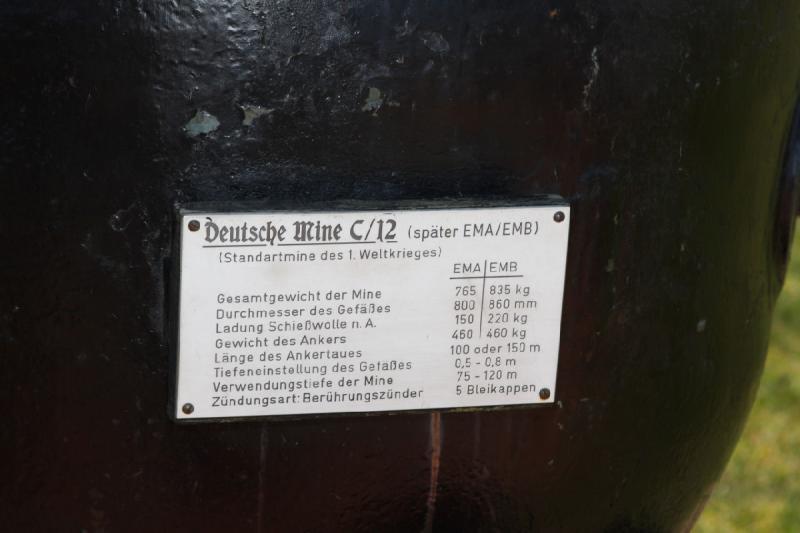 Deutsche Mine C/12 (später EMA/EMB)
(Standartmine des 1. Weltkrieges)
EMA EMB
Gesamtgewicht der Mine 765 835 kg
Durchmesser des Gefäßes 800 860 mm
Ladung Schießwolle n. A. 150 220 kg
Gewicht des Ankers 460 460 kg
Länge des Ankertaues 100 oder 150 m
Tiefeneinstellung des Gefäßes 0,5 - 0,8 m
Verwendungstiefe der Mine 75 - 120 m
Zündungsart: Berührungszünder 5 Bleikappen